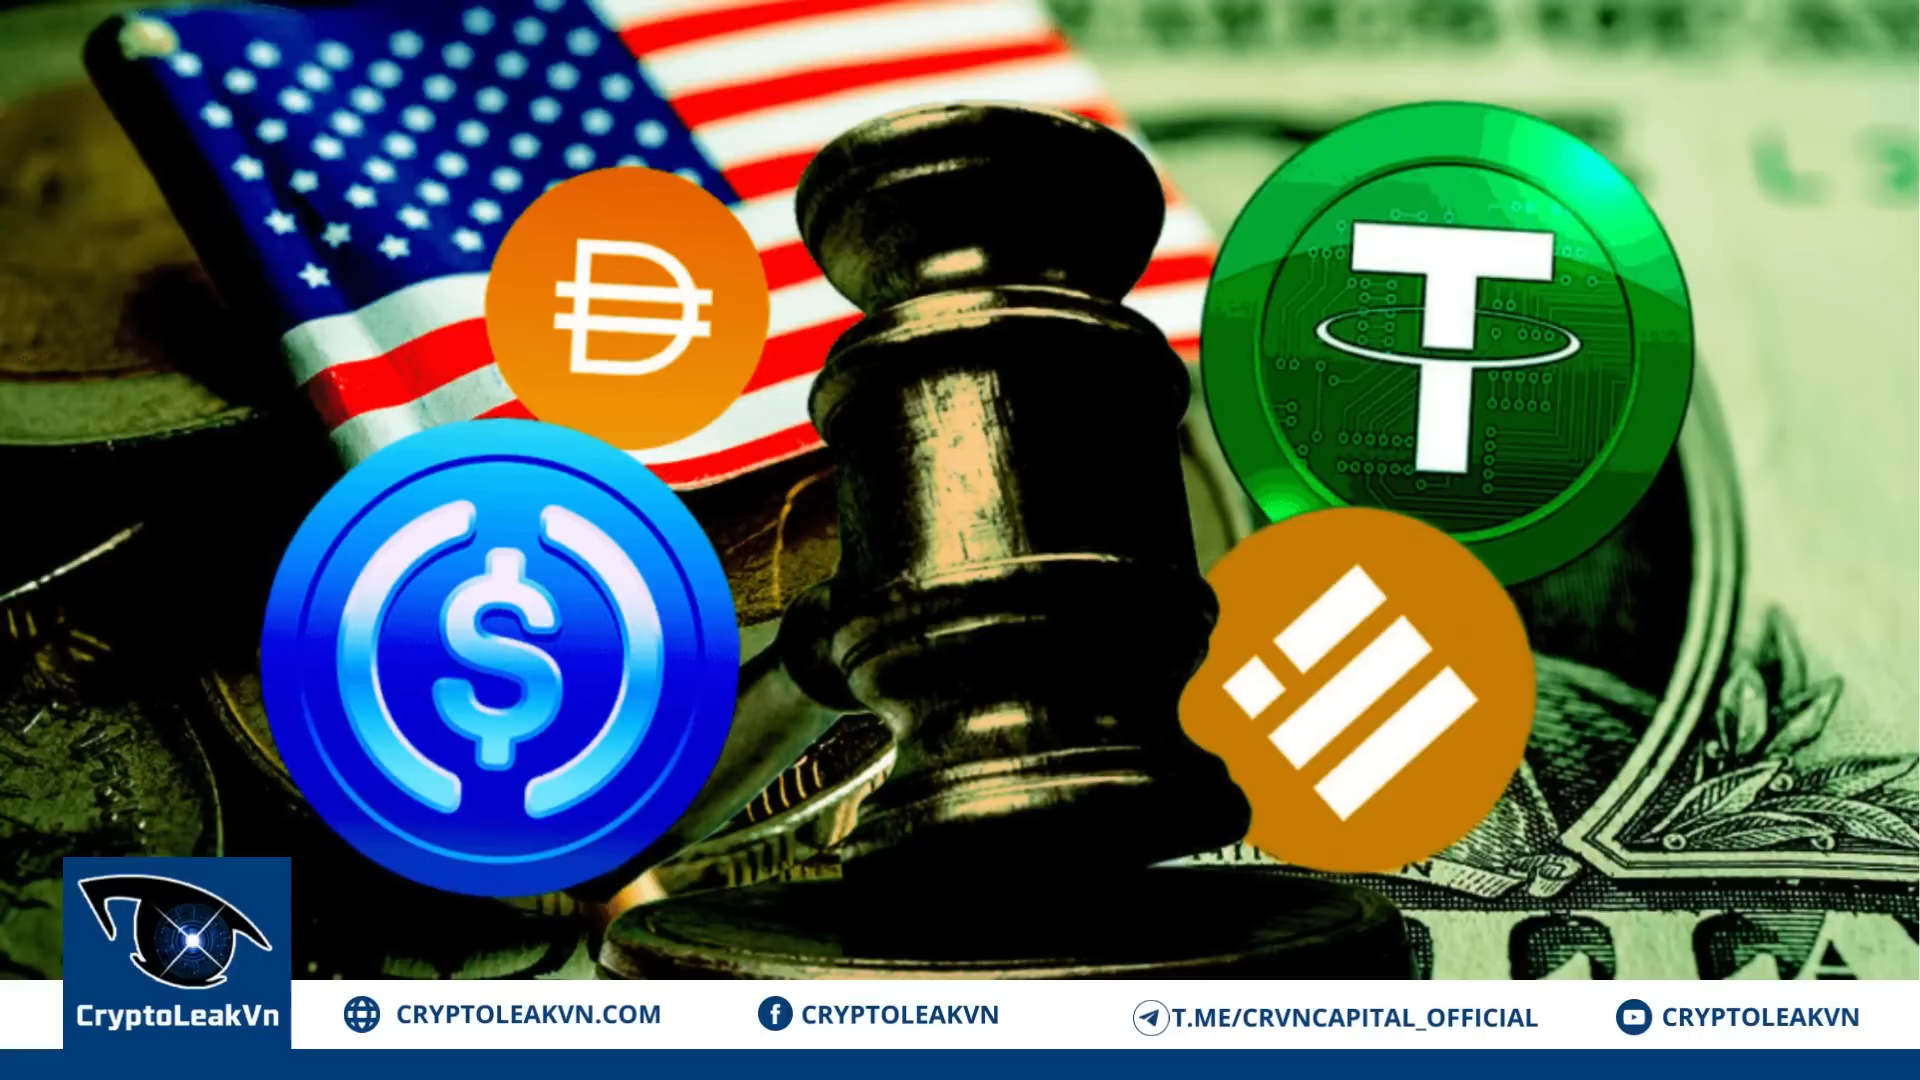 CryptoLeakVn
CRYPTOLEAKVN.COM
CRYPTOLEAKVN
T.ME/CRVNCAPITAL_OFFICIAL
CRYPTOLEAKVN